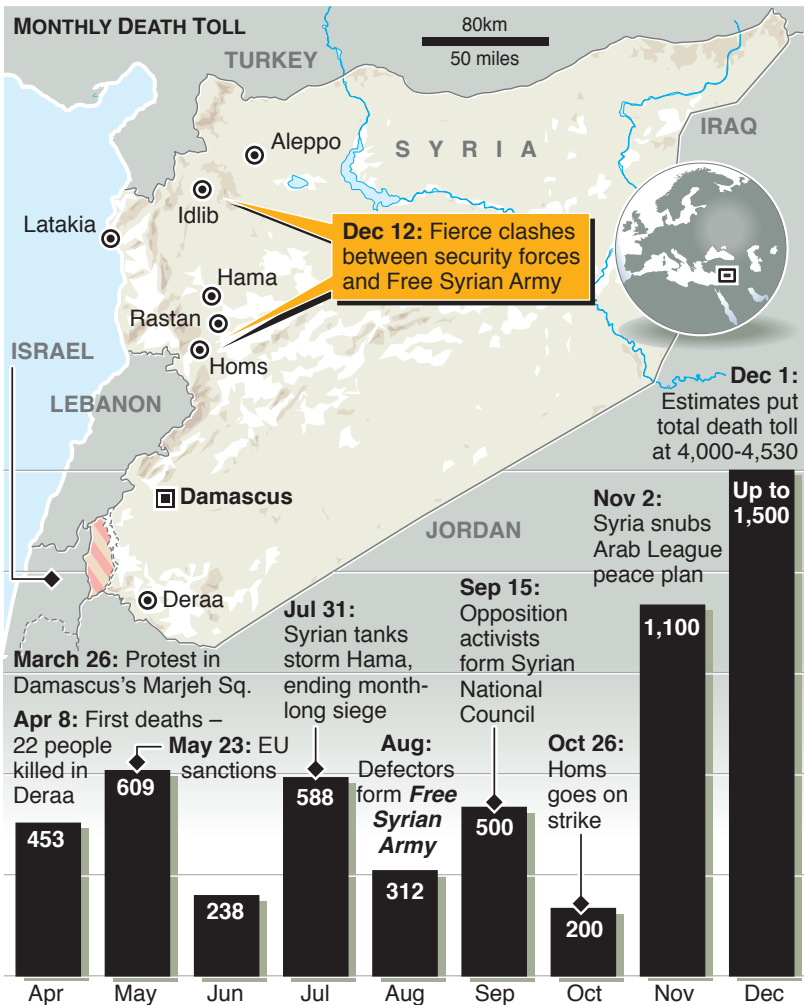 MONTHLY DEATH TOLL
80km
50 miles
TURKEY
Aleppo
SYRIA
IRAQ
Idlib
Latakia
Dec 12: Fierce clashes
between security forces
and Free Syrian Army
Hama
Rastan
Homs
ISRAEL
LEBANON
Dec 1:
Estimates put
total death toll
at 4,000-4,530
Damascus
JORDAN
Deraa
March 26: Protest in
Damascus's Marjeh Sq.
Apr 8: First deaths –
22 people
killed in
Deraa
May 23: EU
sanctions
Jul 31:
Syrian tanks
storm Hama,
ending month-
long siege
Aug:
Defectors
form Free
Syrian
Army
Sep 15:
Opposition
activists
form Syrian
National
Council
Oct 26:
Homs
goes on
strike
Nov 2:
Syria snubs
Arab League
peace plan
453
609
238
588
312
500
200
1,100
Up to
1,500
Apr
May
Jun
Jul
Aug
Sep
Oct
Nov
Dec